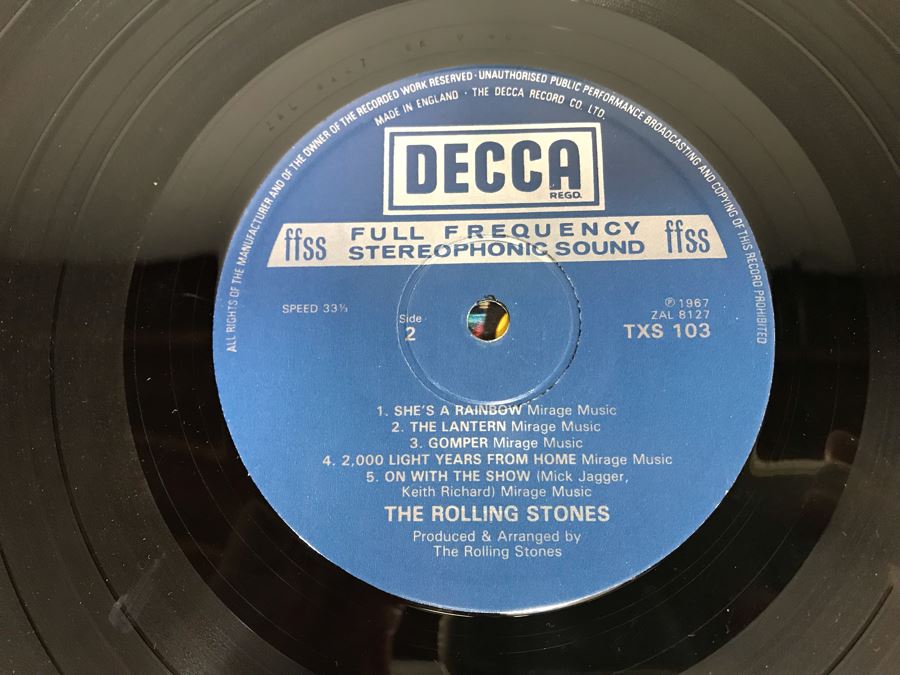 ALL RIGHTS OF THE MANUFACTURER AND OF THE OWNER OF THE RECORDED WORK RESERVED · UNAUTHORISED PUBLIC PERFORMANCE BROADCASTING AND COPYING OF THIS RECORD PROHIBITED
MADE IN ENGLAND · THE DECCA RECORD CO. LTD.
DECCA
REGD.
ffss FULL FREQUENCY ffss
STEREOPHONIC SOUND
SPEED 33⅓
Side
2
℗ 1967
ZAL 8127
TXS 103
1. SHE'S A RAINBOW Mirage Music
2. THE LANTERN Mirage Music
3. GOMPER Mirage Music
4. 2,000 LIGHT YEARS FROM HOME Mirage Music
5. ON WITH THE SHOW (Mick Jagger,
Keith Richard) Mirage Music
THE ROLLING STONES
Produced & Arranged by
The Rolling Stones